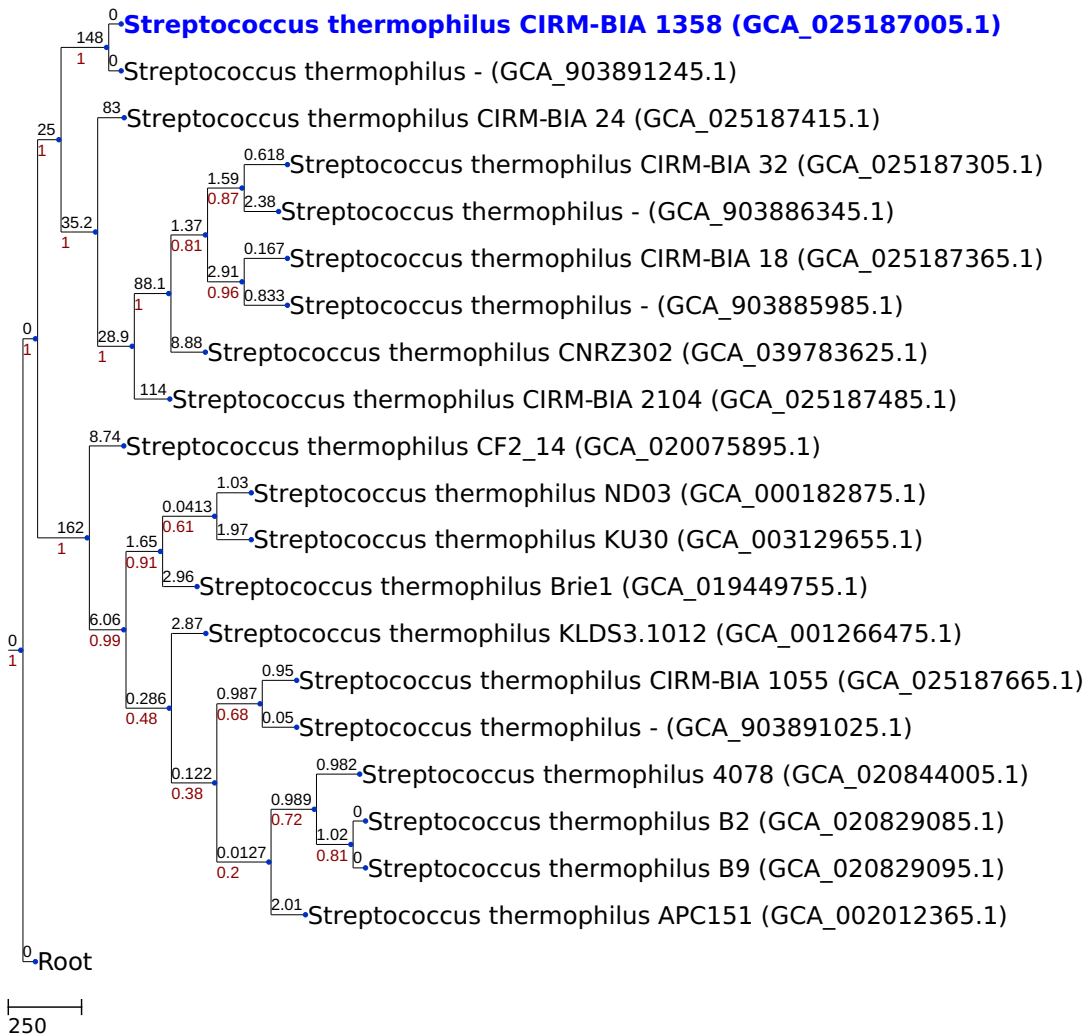 0
Streptococcus thermophilus CIRM-BIA 1358 (GCA_025187005.1)
148
1
0
Streptococcus thermophilus - (GCA_903891245.1)
83
Streptococcus thermophilus CIRM-BIA 24 (GCA_025187415.1)
25
1
0.618
Streptococcus thermophilus CIRM-BIA 32 (GCA_025187305.1)
1.59
0.87
2.38
Streptococcus thermophilus - (GCA_903886345.1)
35.2
1
1.37
0.81
0.167
Streptococcus thermophilus CIRM-BIA 18 (GCA_025187365.1)
2.91
0.96
88.1
1
0.833
Streptococcus thermophilus - (GCA_903885985.1)
0
1
28.9
1
8.88
Streptococcus thermophilus CNRZ302 (GCA_039783625.1)
114
Streptococcus thermophilus CIRM-BIA 2104 (GCA_025187485.1)
8.74
Streptococcus thermophilus CF2_14 (GCA_020075895.1)
1.03
Streptococcus thermophilus ND03 (GCA_000182875.1)
0.0413
0.61
162
1
1.97
Streptococcus thermophilus KU30 (GCA_003129655.1)
1.65
0.91
2.96
Streptococcus thermophilus Brie1 (GCA_019449755.1)
6.06
0.99
2.87
Streptococcus thermophilus KLDS3.1012 (GCA_001266475.1)
0
1
0.95
Streptococcus thermophilus CIRM-BIA 1055 (GCA_025187665.1)
0.286
0.48
0.987
0.68
0.05
Streptococcus thermophilus - (GCA_903891025.1)
0.122
0.38
0.982
Streptococcus thermophilus 4078 (GCA_020844005.1)
0.989
0.72
0
Streptococcus thermophilus B2 (GCA_020829085.1)
1.02
0.81
0
Streptococcus thermophilus B9 (GCA_020829095.1)
0.0127
0.2
2.01
Streptococcus thermophilus APC151 (GCA_002012365.1)
0
Root
250